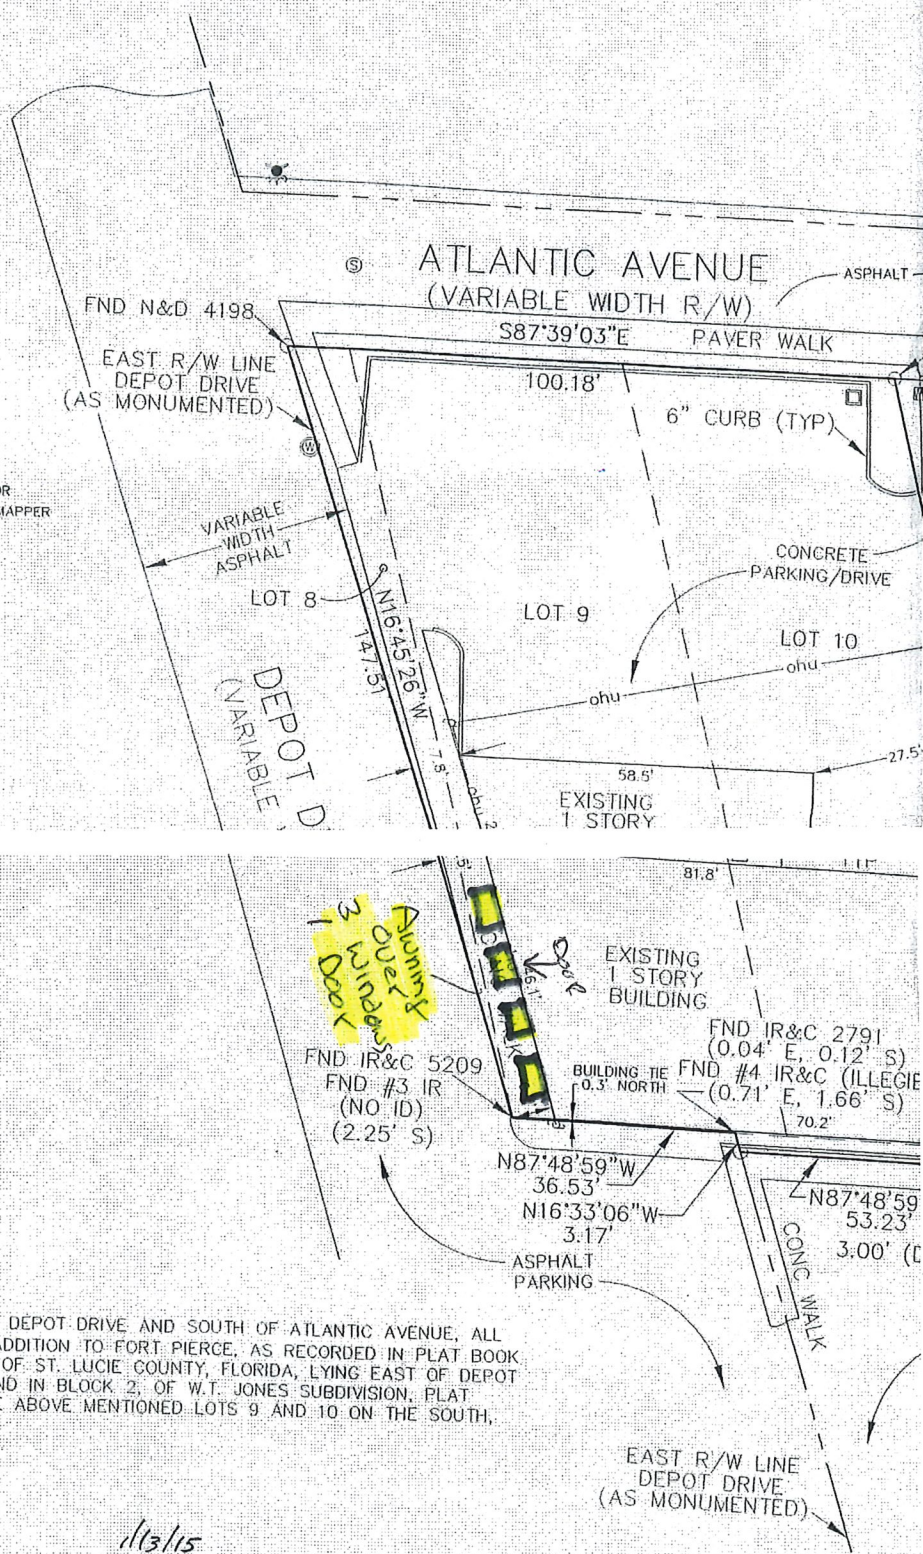 ATLANTIC AVENUE
(VARIABLE WIDTH R/W)
ASPHALT
FND N&D 4198
S87°39'03"E
PAVER WALK
EAST R/W LINE
DEPOT DRIVE
(AS MONUMENTED)
100.18'
6" CURB (TYP)
S
W
OR
MAPPER
VARIABLE
WIDTH
ASPHALT
CONCRETE
PARKING/DRIVE
LOT 8
N16°45'26"W
147.51'
LOT 9
LOT 10
ohu
ohu
DEPOT D
(VARIABLE
7.8'
ohu
27.5'
58.5'
EXISTING
1 STORY
81.8'
Awning
over
3 Windows
1 Door
Door
EXISTING
1 STORY
BUILDING
FND IR&C 2791
(0.04' E, 0.12' S)
FND IR&C 5209
FND #3 IR
(NO ID)
(2.25' S)
BUILDING TIE
0.3' NORTH
FND #4 IR&C (ILLEGIB
(0.71' E, 1.66' S)
70.2'
N87°48'59"W
36.53'
N16°33'06"W
3.17'
N87°48'59
53.23'
3.00' (D
ASPHALT
PARKING
CONC WALK
DEPOT DRIVE AND SOUTH OF ATLANTIC AVENUE, ALL
ADDITION TO FORT PIERCE, AS RECORDED IN PLAT BOOK
OF ST. LUCIE COUNTY, FLORIDA, LYING EAST OF DEPOT
ND IN BLOCK 2, OF W.T. JONES SUBDIVISION, PLAT
ABOVE MENTIONED LOTS 9 AND 10 ON THE SOUTH,
EAST R/W LINE
DEPOT DRIVE
(AS MONUMENTED)
1/13/15